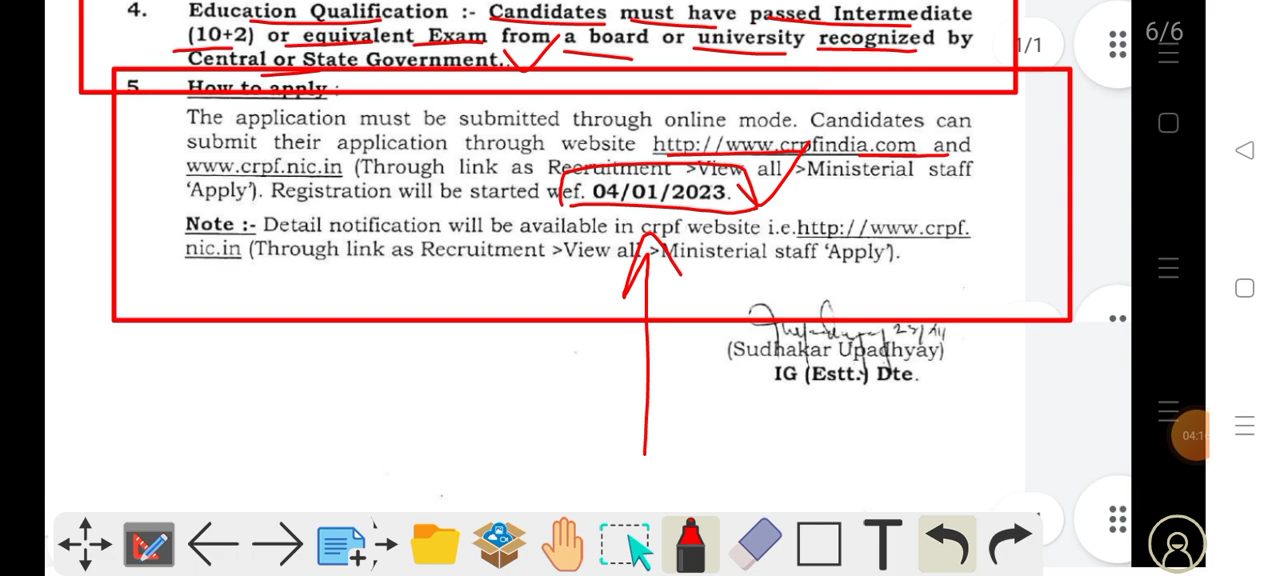 4. Education Qualification :- Candidates must have passed Intermediate
(10+2) or equivalent Exam from a board or university recognized by
Central or State Government.
5. How to apply :
The application must be submitted through online mode. Candidates can
submit their application through website http://www.crpfindia.com and
www.crpf.nic.in (Through link as Recruitment >View all >Ministerial staff
‘Apply’). Registration will be started wef. 04/01/2023.
Note :- Detail notification will be available in crpf website i.e.http://www.crpf.
nic.in (Through link as Recruitment >View all >Ministerial staff ‘Apply’).
(Sudhakar Upadhyay)
IG (Estt.) Dte.
1/1
6/6
T